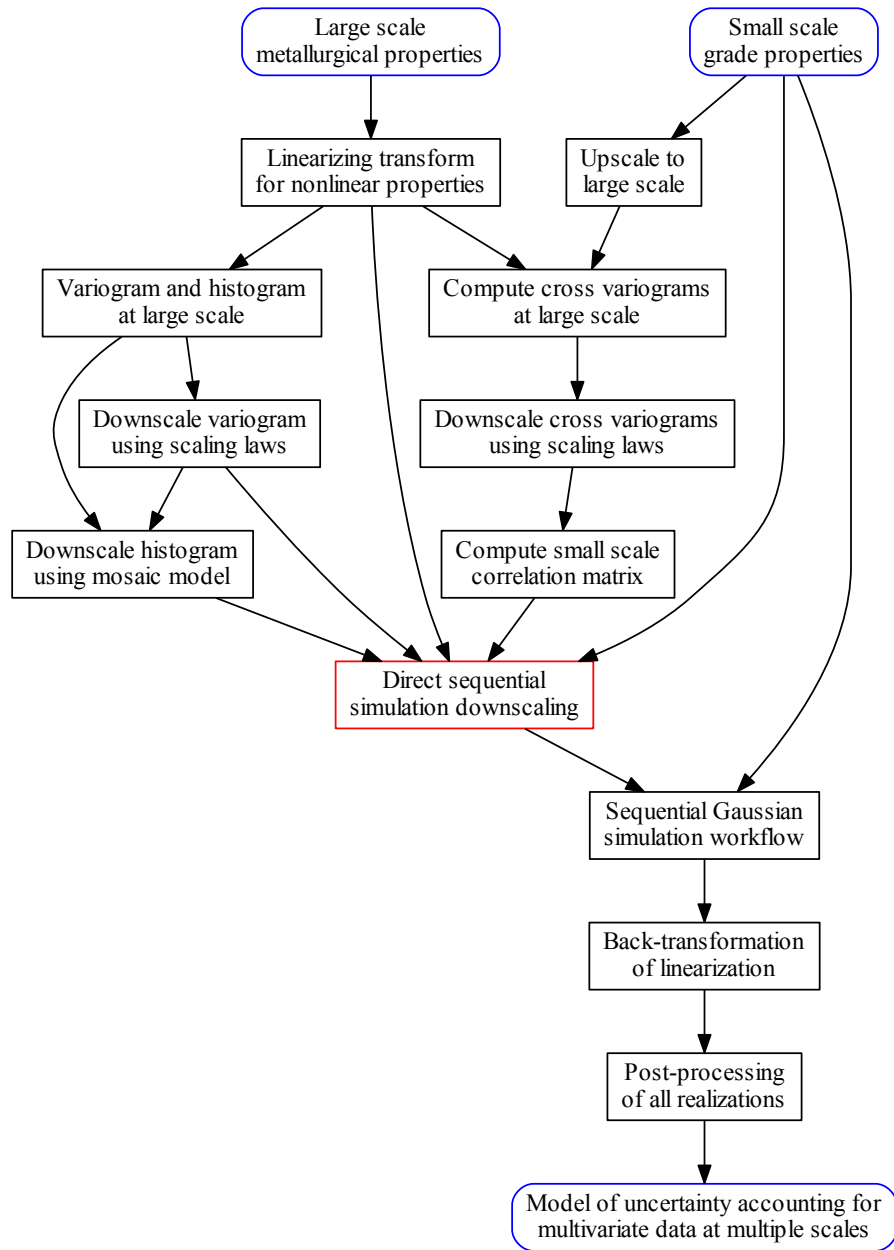 Large scale
metallurgical properties
Small scale
grade properties
Linearizing transform
for nonlinear properties
Upscale to
large scale
Variogram and histogram
at large scale
Compute cross variograms
at large scale
Downscale variogram
using scaling laws
Downscale cross variograms
using scaling laws
Downscale histogram
using mosaic model
Compute small scale
correlation matrix
Direct sequential
simulation downscaling
Sequential Gaussian
simulation workflow
Back-transformation
of linearization
Post-processing
of all realizations
Model of uncertainty accounting for
multivariate data at multiple scales